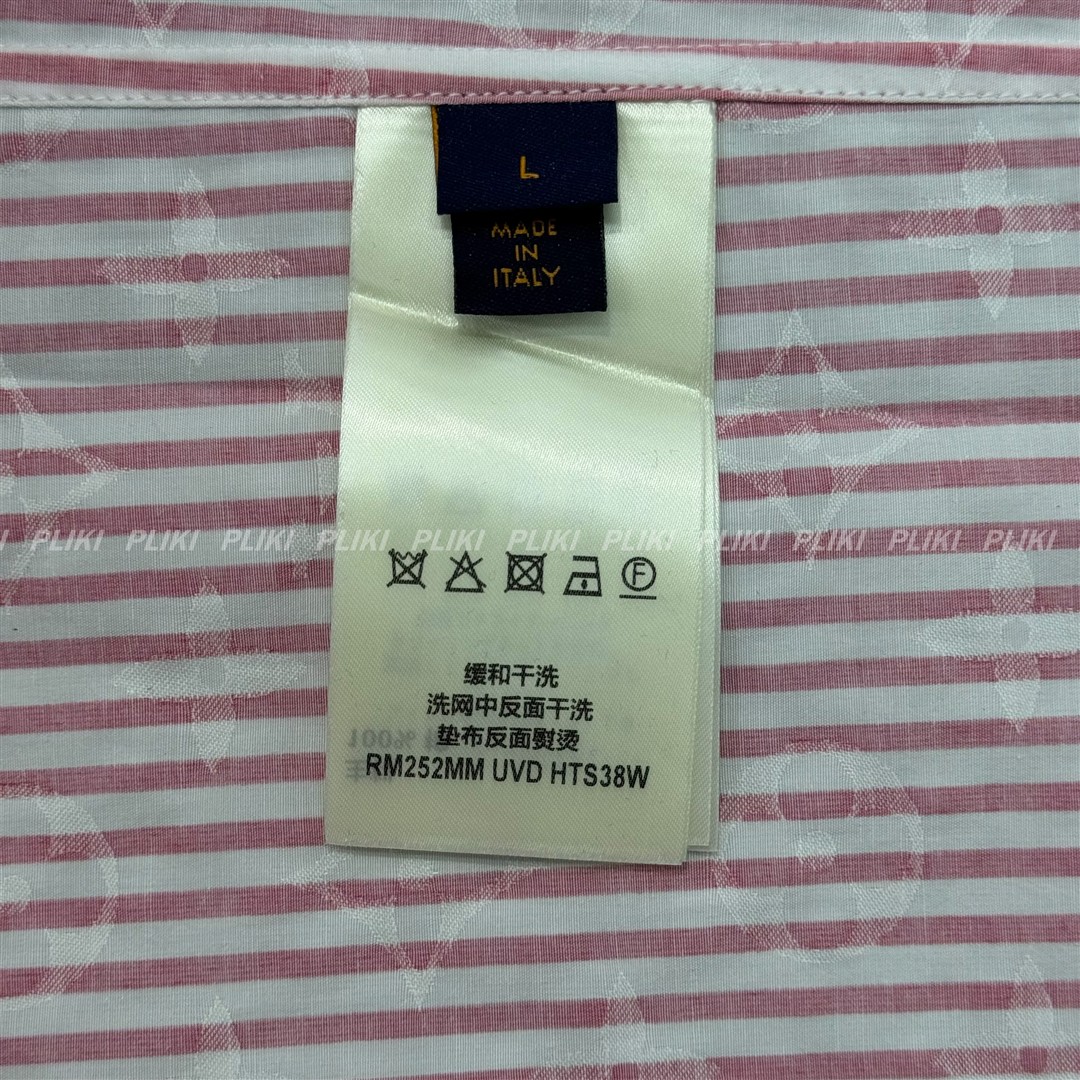 L
MADE
IN
ITALY
PLIKI PLIKI PLIKI PLIKI PLIKI PLIKI PLIKI PLIKI PLIKI PLIKI PLIKI
F
缓和干洗
洗网中反面干洗
垫布反面熨烫
100%
RM252MM UVD HTS38W